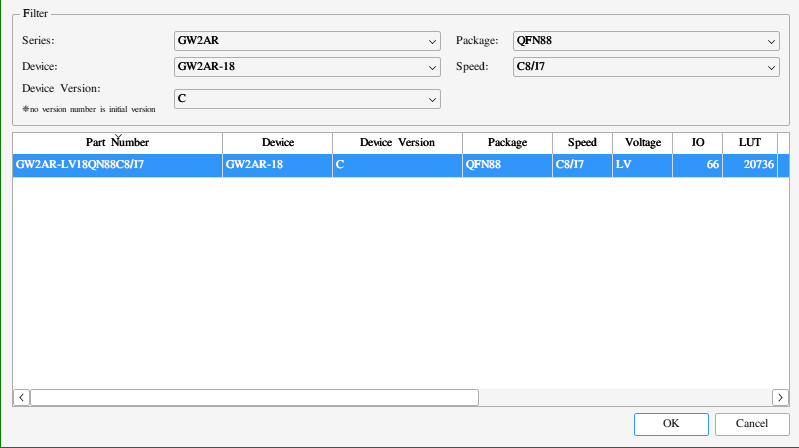 Filter
Series: GW2AR Package: QFN88
Device: GW2AR-18 Speed: C8/I7
Device Version: C
※no version number is initial version
Part Number Device Device Version Package Speed Voltage IO LUT
GW2AR-LV18QN88C8/I7 GW2AR-18 C QFN88 C8/I7 LV 66 20736
OK Cancel